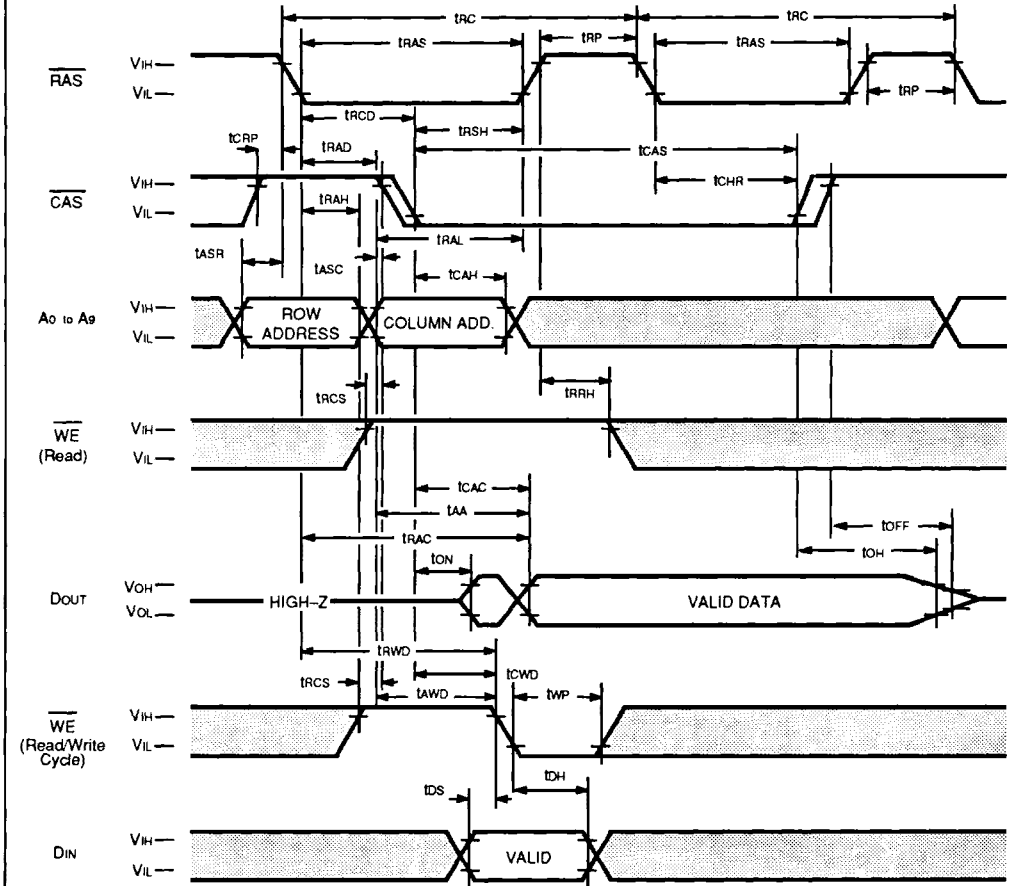 tRC tRC
tRAS tRP tRAS
RAS VIH VIL
tRP
tRCD tRSH
tCRP tRAD tCAS
CAS VIH VIL
tRAH tCHR
tRAL
tASR tASC tCAH
A0 to A9 VIH VIL
ROW ADDRESS
COLUMN ADD.
tRCS tRRH
WE (Read) VIH VIL
tCAC
tAA
tRAC
tON tOFF
tOH
DOUT VOH VOL
HIGH–Z
VALID DATA
tRWD
tRCS tCWD
tAWD tWP
WE (Read/Write Cycle) VIH VIL
tDS tDH
DIN VIH VIL
VALID